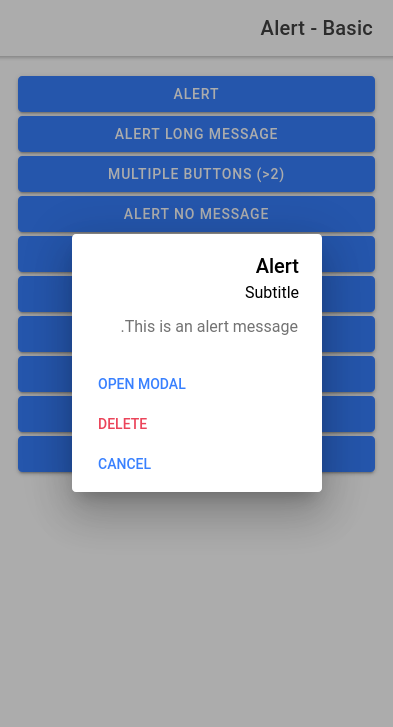 Alert - Basic
ALERT
ALERT LONG MESSAGE
MULTIPLE BUTTONS (>2)
ALERT NO MESSAGE
Alert
Subtitle
.This is an alert message
OPEN MODAL
DELETE
CANCEL